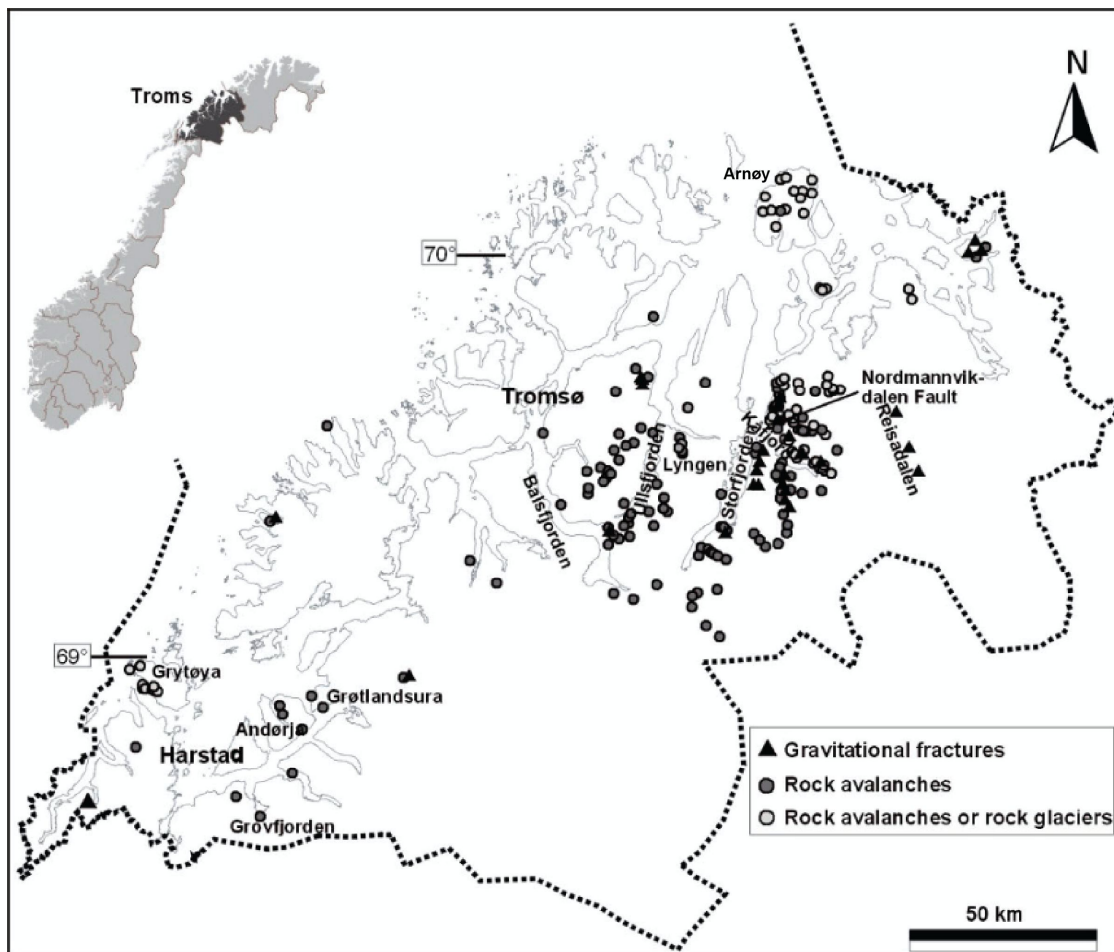 N
Troms
Arnøy
70°
Nordmannvik-
dalen Fault
Tromsø
Reisadalen
Kåfjord
Storfjorden
Ullsfjorden
Lyngen
Balsfjorden
69°
Grytøya
Grøtlandsura
Andørja
Harstad
Grovfjorden
Gravitational fractures
Rock avalanches
Rock avalanches or rock glaciers
50 km